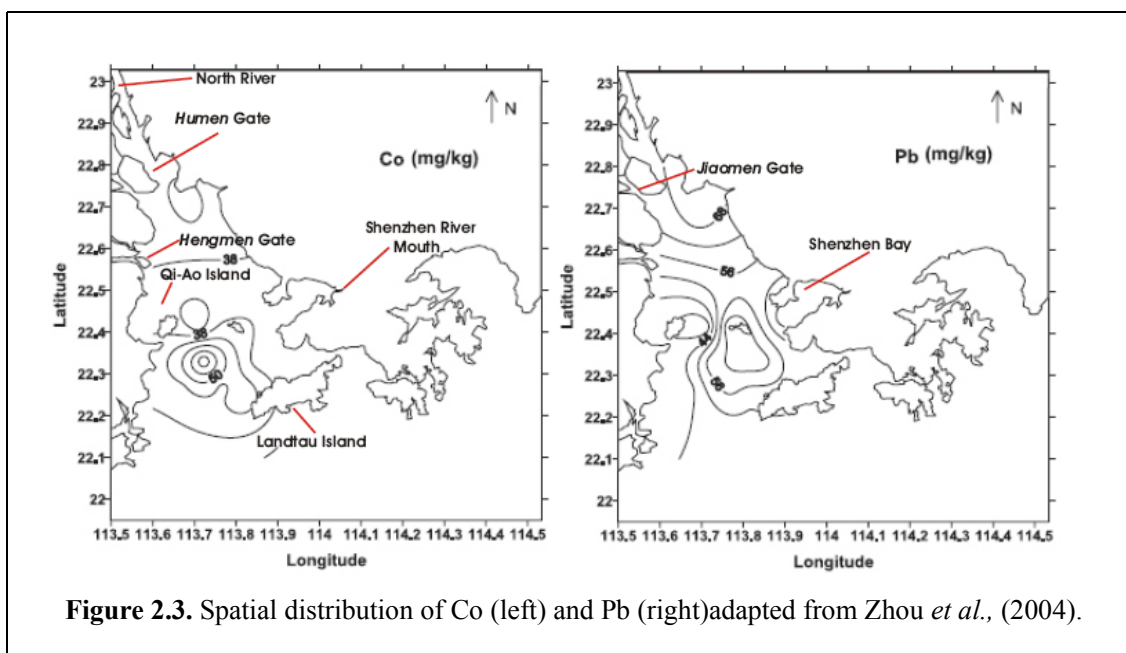 23
22.9
22.8
22.7
22.6
22.5
22.4
22.3
22.2
22.1
22
Latitude
North River
Humen Gate
N
Co (mg/kg)
Hengmen Gate
Shenzhen River
Mouth
38
Qi-Ao Island
38
60
Landtau Island
113.5 113.6 113.7 113.8 113.9 114 114.1 114.2 114.3 114.4 114.5
Longitude
23
22.9
22.8
22.7
22.6
22.5
22.4
22.3
22.2
22.1
22
Latitude
N
Pb (mg/kg)
Jiaomen Gate
Shenzhen Bay
56
113.5 113.6 113.7 113.8 113.9 114 114.1 114.2 114.3 114.4 114.5
Longitude
Figure 2.3. Spatial distribution of Co (left) and Pb (right)adapted from Zhou et al., (2004).